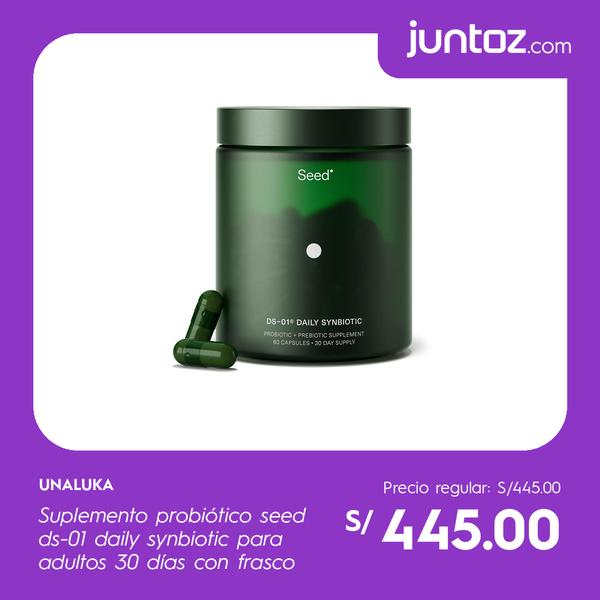 juntoz.com
Seed*
DS-01® DAILY SYNBIOTIC
PROBIOTIC + PREBIOTIC SUPPLEMENT
60 CAPSULES • 30 DAY SUPPLY
UNALUKA
Suplemento probiótico seed
ds-01 daily synbiotic para
adultos 30 días con frasco
Precio regular: S/445.00
S/ 445.00